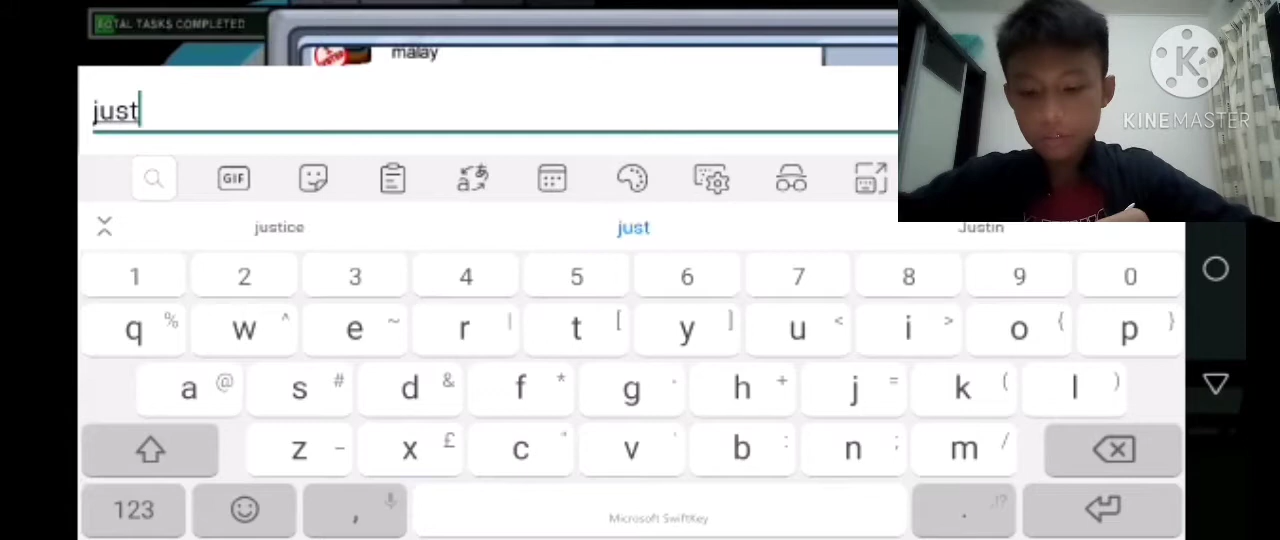 TOTAL TASKS COMPLETED
malay
just
KINEMASTER
GIF
justice just Justin
1 2 3 4 5 6 7 8 9 0
q % w ^ e ~ r | t [ y ] u < i > o { p }
a @ s # d & f * g h + j = k ( l )
z _ x £ c " v ' b : n ; m /
123 , Microsoft SwiftKey . ,!?